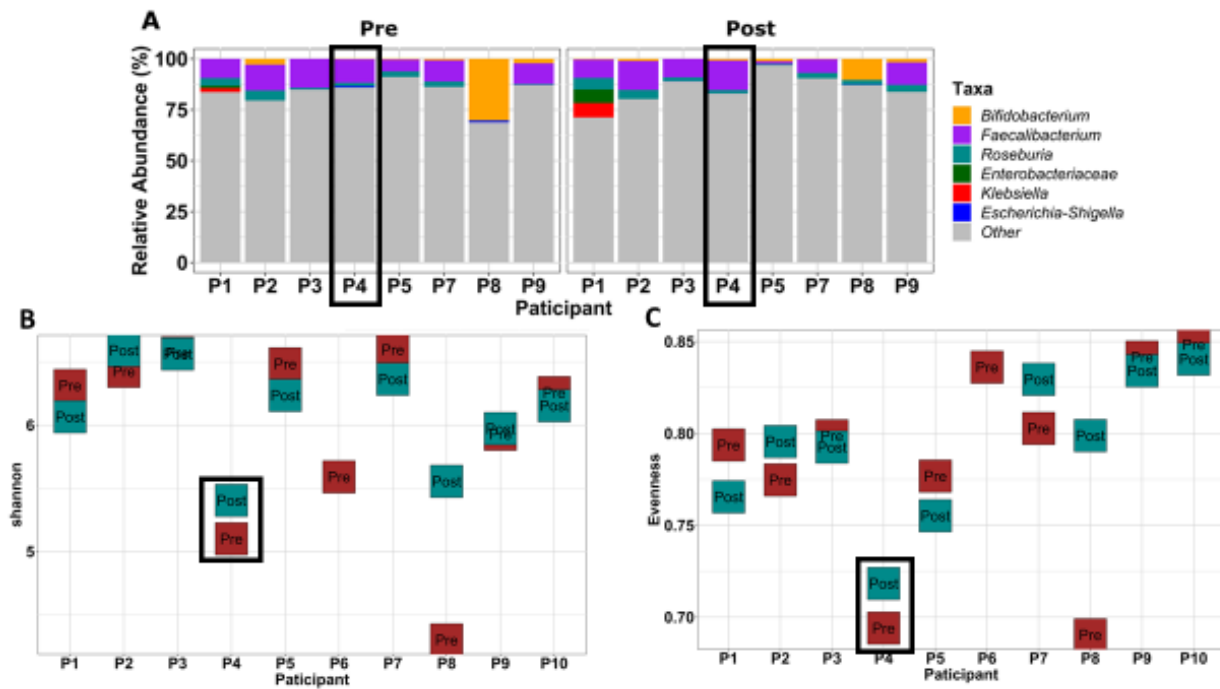 A
Pre Post
Relative Abundance (%)
100
75
50
25
0
P1 P2 P3 P4 P5 P7 P8 P9 P1 P2 P3 P4 P5 P7 P8 P9
Paticipant
Taxa
Bifidobacterium
Faecalibacterium
Roseburia
Enterobacteriaceae
Klebsiella
Escherichia-Shigella
Other
B
shannon
6
5
Pre
Post
Post
Pre
Pre
Post
Post
Pre
Pre
Post
Pre
Pre
Post
Post
Pre
Post
Pre
Pre
Post
P1 P2 P3 P4 P5 P6 P7 P8 P9 P10
Paticipant
C
Evenness
0.85
0.80
0.75
0.70
Pre
Post
Post
Pre
Pre
Post
Post
Pre
Pre
Post
Pre
Post
Pre
Post
Pre
Pre
Post
Pre
Post
P1 P2 P3 P4 P5 P6 P7 P8 P9 P10
Paticipant